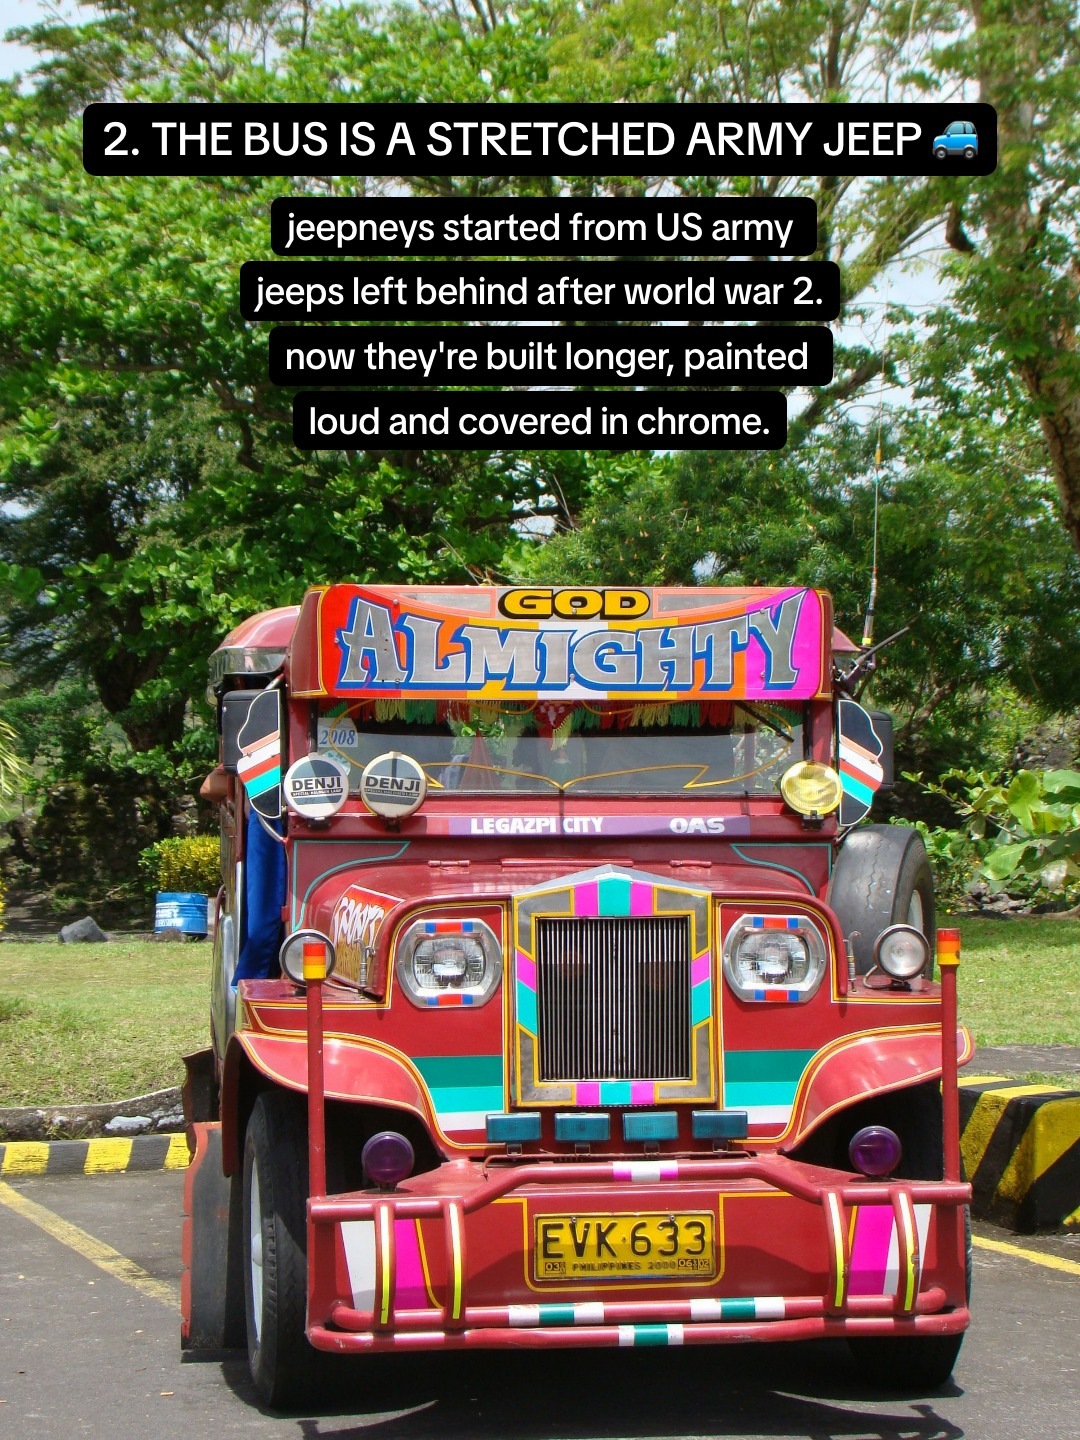 2. THE BUS IS A STRETCHED ARMY JEEP 🚙
jeepneys started from US army
jeeps left behind after world war 2.
now they're built longer, painted
loud and covered in chrome.
GOD
ALMIGHTY
2008
DENJI
DENJI
LEGAZPI CITY OAS
EVK 633
PHILIPPINES